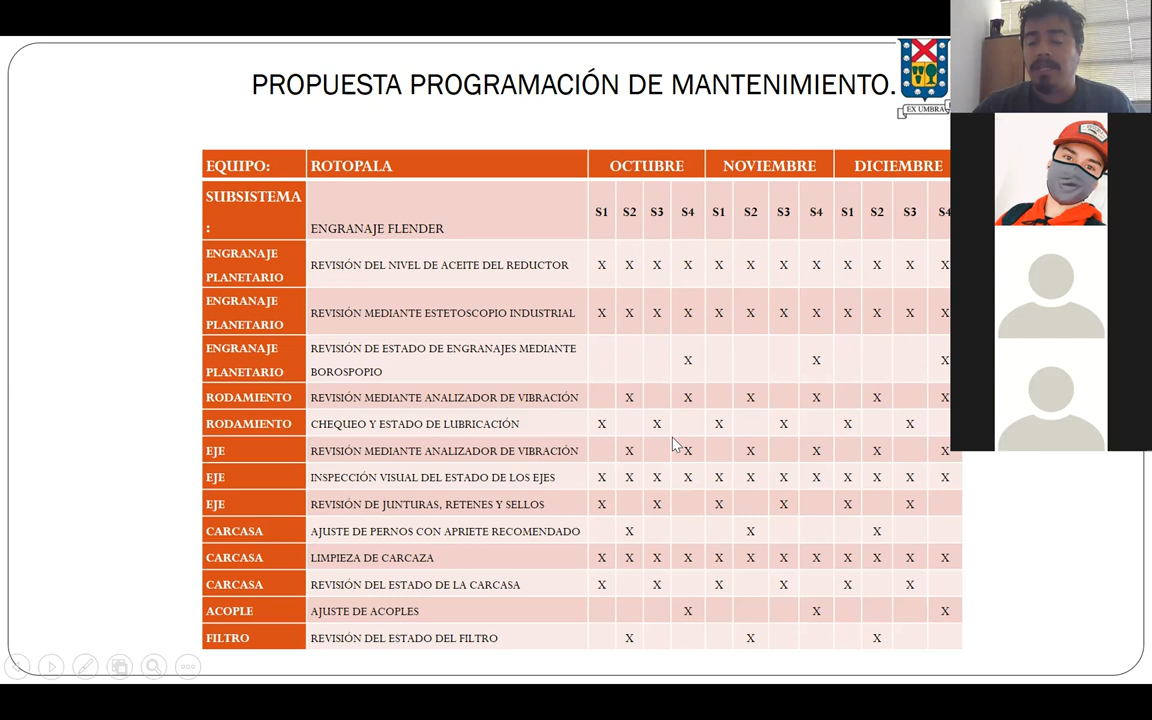 PROPUESTA PROGRAMACIÓN DE MANTENIMIENTO.
EX UMBRA
EQUIPO: ROTOPALA OCTUBRE NOVIEMBRE DICIEMBRE
SUBSISTEMA
: ENGRANAJE FLENDER S1 S2 S3 S4 S1 S2 S3 S4 S1 S2 S3 S4
ENGRANAJE
PLANETARIO REVISIÓN DEL NIVEL DE ACEITE DEL REDUCTOR X X X X X X X X X X X X
ENGRANAJE
PLANETARIO REVISIÓN MEDIANTE ESTETOSCOPIO INDUSTRIAL X X X X X X X X X X X X
ENGRANAJE REVISIÓN DE ESTADO DE ENGRANAJES MEDIANTE
PLANETARIO BOROSPOPIO X X X
RODAMIENTO REVISIÓN MEDIANTE ANALIZADOR DE VIBRACIÓN X X X X X X
RODAMIENTO CHEQUEO Y ESTADO DE LUBRICACIÓN X X X X X X
EJE REVISIÓN MEDIANTE ANALIZADOR DE VIBRACIÓN X X X X X X
EJE INSPECCIÓN VISUAL DEL ESTADO DE LOS EJES X X X X X X X X X X X X
EJE REVISIÓN DE JUNTURAS, RETENES Y SELLOS X X X X X X
CARCASA AJUSTE DE PERNOS CON APRIETE RECOMENDADO X X X
CARCASA LIMPIEZA DE CARCAZA X X X X X X X X X X X X
CARCASA REVISIÓN DEL ESTADO DE LA CARCASA X X X X X X
ACOPLE AJUSTE DE ACOPLES X X X
FILTRO REVISIÓN DEL ESTADO DEL FILTRO X X X